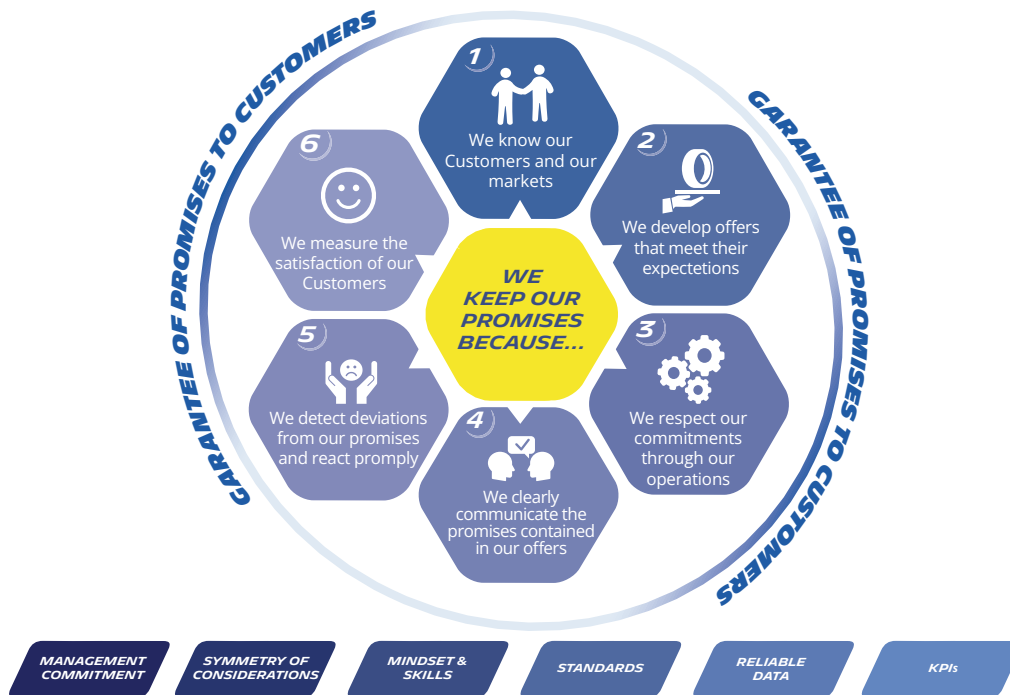 GARANTEE OF PROMISES TO CUSTOMERS
GARANTEE OF PROMISES TO CUSTOMERS
1
We know our
Customers and our
markets
2
We develop offers
that meet their
expectetions
3
We respect our
commitments
through our
operations
4
We clearly
communicate the
promises contained
in our offers
5
We detect deviations
from our promises
and react promply
6
We measure the
satisfaction of our
Customers
WE
KEEP OUR
PROMISES
BECAUSE...
MANAGEMENT
COMMITMENT
SYMMETRY OF
CONSIDERATIONS
MINDSET &
SKILLS
STANDARDS
RELIABLE
DATA
KPIs